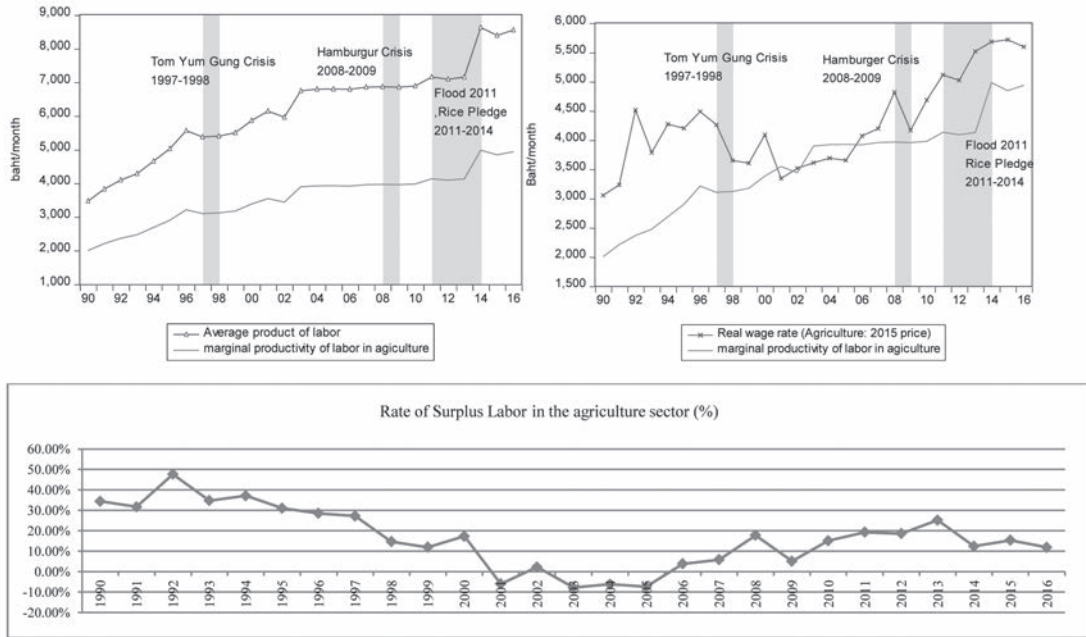 baht/month
9,000
8,000
7,000
6,000
5,000
4,000
3,000
2,000
1,000
Tom Yum Gung Crisis
1997-1998
Hamburgur Crisis
2008-2009
Flood 2011
,Rice Pledge
2011-2014
90 92 94 96 98 00 02 04 06 08 10 12 14 16
Average product of labor
marginal productivity of labor in agiculture
Baht/month
6,000
5,500
5,000
4,500
4,000
3,500
3,000
2,500
2,000
1,500
Tom Yum Gung Crisis
1997-1998
Hamburger Crisis
2008-2009
Flood 2011
Rice Pledge
2011-2014
90 92 94 96 98 00 02 04 06 08 10 12 14 16
Real wage rate (Agriculture: 2015 price)
marginal productivity of labor in agiculture
Rate of Surplus Labor in the agriculture sector (%)
60.00%
50.00%
40.00%
30.00%
20.00%
10.00%
0.00%
-10.00%
-20.00%
1990 1991 1992 1993 1994 1995 1996 1997 1998 1999 2000 2001 2002 2003 2004 2005 2006 2007 2008 2009 2010 2011 2012 2013 2014 2015 2016